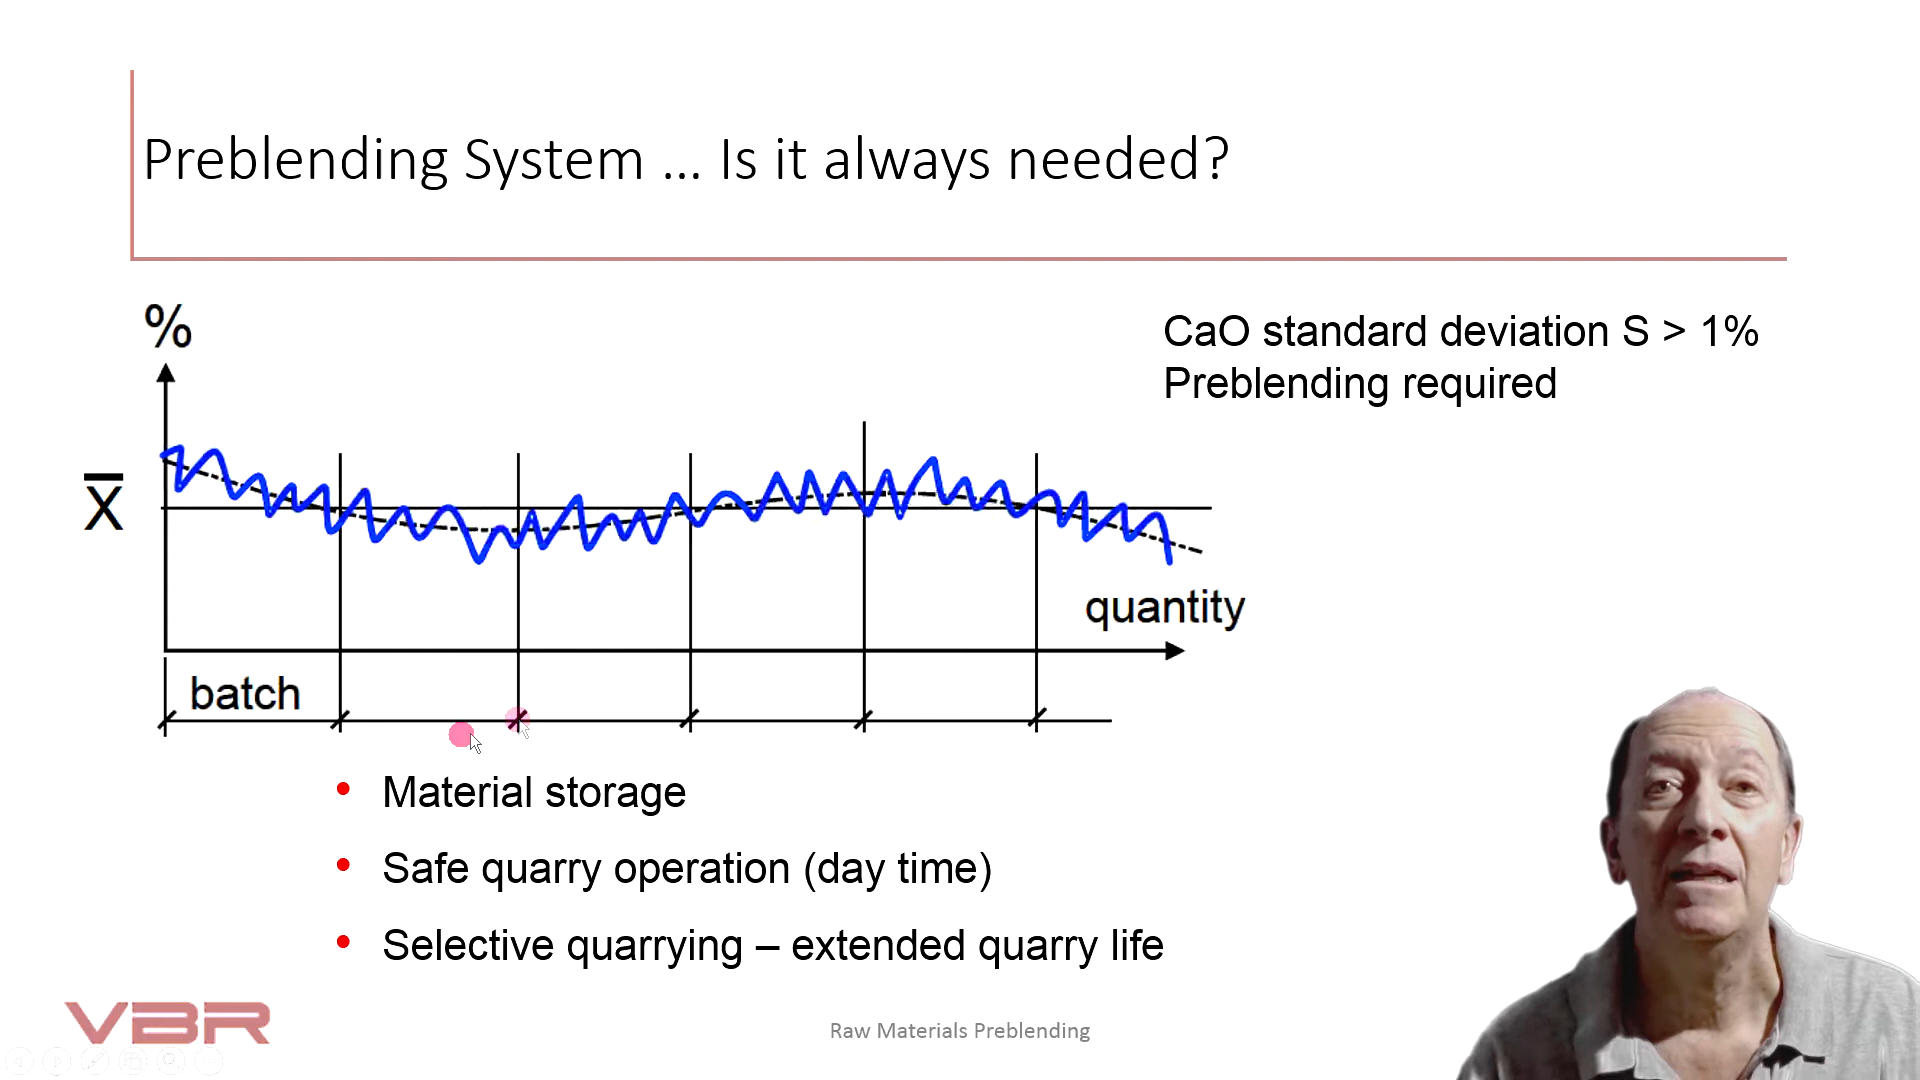 Preblending System ... Is it always needed?
%
CaO standard deviation S > 1%
Preblending required
X̅
quantity
batch
• Material storage
• Safe quarry operation (day time)
• Selective quarrying – extended quarry life
VBR
Raw Materials Preblending